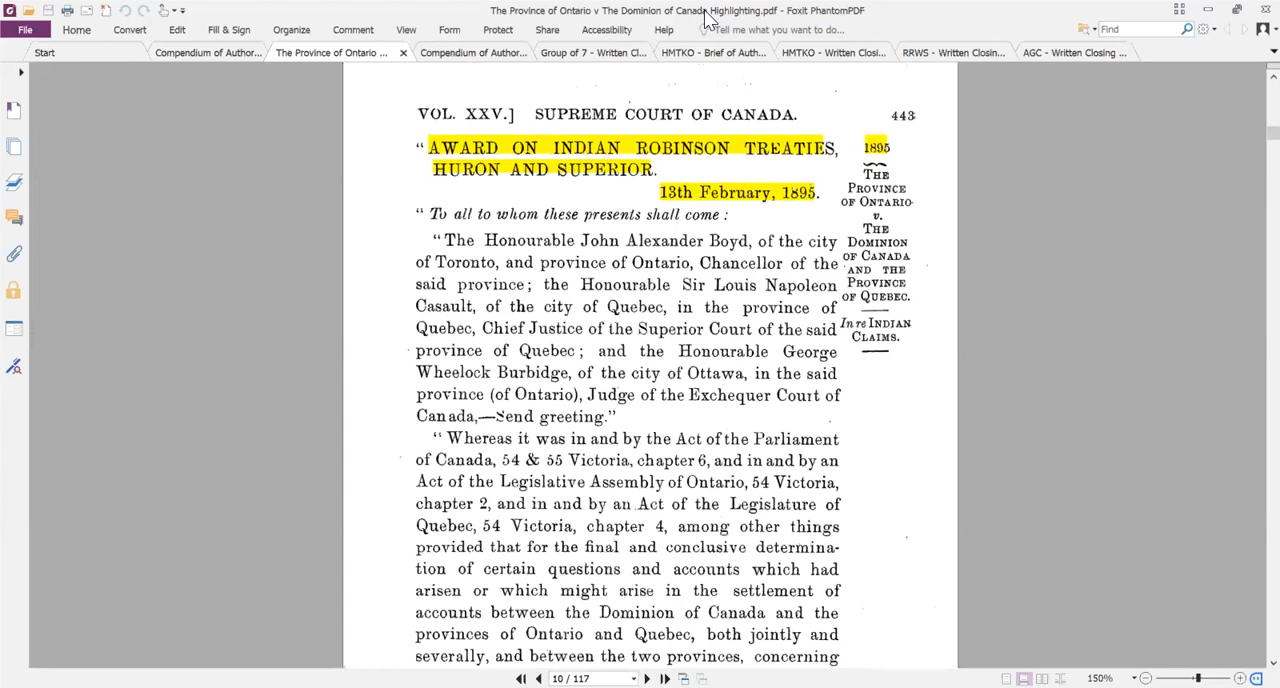 The Province of Ontario v The Dominion of Canada Highlighting.pdf - Foxit PhantomPDF
File Home Convert Edit Fill & Sign Organize Comment View Form Protect Share Accessibility Help Tell me what you want to do... Find
Start Compendium of Author... The Province of Ontario ... Compendium of Author... Group of 7 - Written Cl... HMTKO - Brief of Auth... HMTKO - Written Closi... RRWS - Written Closin... AGC - Written Closing ...
VOL. XXV.] SUPREME COURT OF CANADA. 443
" AWARD ON INDIAN ROBINSON TREATIES,
HURON AND SUPERIOR.
13th February, 1895.
" To all to whom these presents shall come :
" The Honourable John Alexander Boyd, of the city
of Toronto, and province of Ontario, Chancellor of the
said province; the Honourable Sir Louis Napoleon
Casault, of the city of Quebec, in the province of
Quebec, Chief Justice of the Superior Court of the said
province of Quebec; and the Honourable George
Wheelock Burbidge, of the city of Ottawa, in the said
province (of Ontario), Judge of the Exchequer Court of
Canada,—Send greeting."
" Whereas it was in and by the Act of the Parliament
of Canada, 54 & 55 Victoria, chapter 6, and in and by an
Act of the Legislative Assembly of Ontario, 54 Victoria,
chapter 2, and in and by an Act of the Legislature of
Quebec, 54 Victoria, chapter 4, among other things
provided that for the final and conclusive determina-
tion of certain questions and accounts which had
arisen or which might arise in the settlement of
accounts between the Dominion of Canada and the
provinces of Ontario and Quebec, both jointly and
severally, and between the two provinces, concerning
1895
THE
PROVINCE
OF ONTARIO
v.
THE
DOMINION
OF CANADA
AND THE
PROVINCE
OF QUEBEC.
In re INDIAN
CLAIMS.
10 / 117
150%